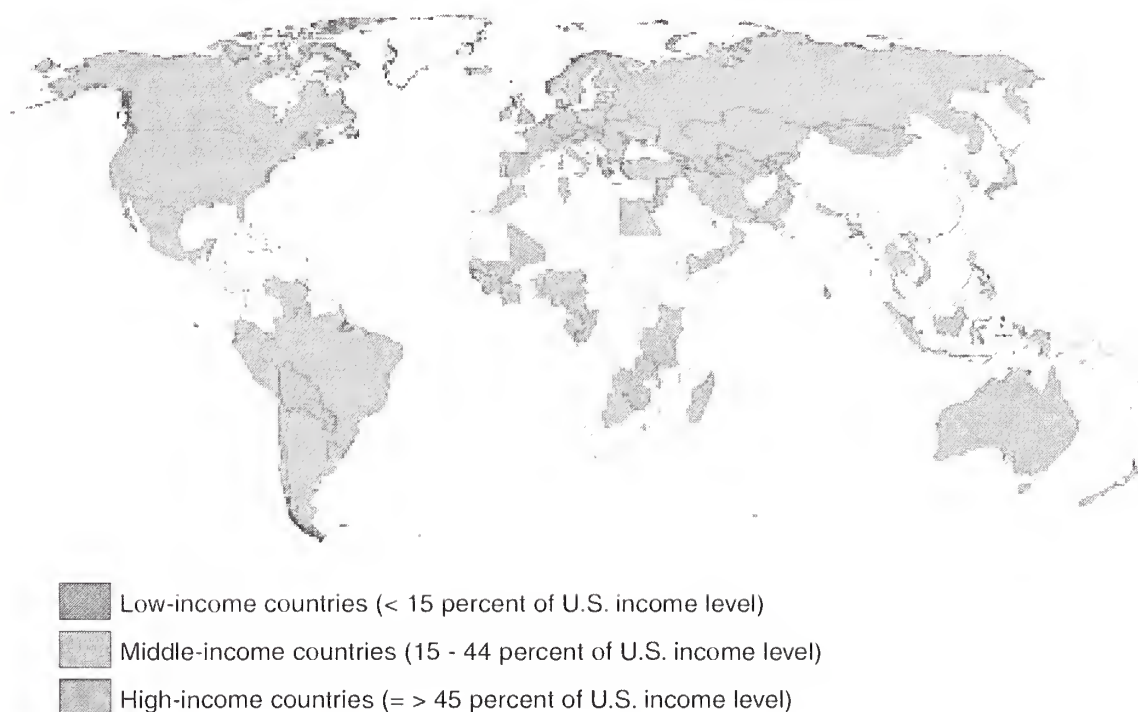 Low-income countries (< 15 percent of U.S. income level)
Middle-income countries (15 - 44 percent of U.S. income level)
High-income countries (= > 45 percent of U.S. income level)